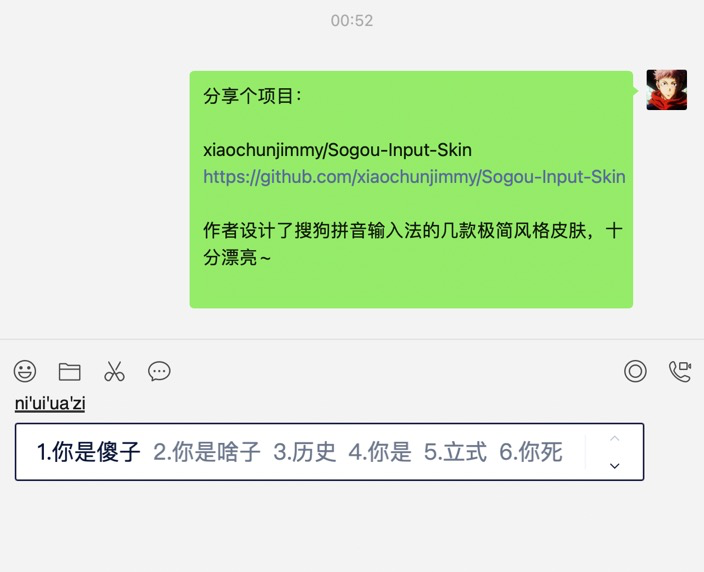 00:52
分享个项目：
xiaochunjimmy/Sogou-Input-Skin
https://github.com/xiaochunjimmy/Sogou-Input-Skin
作者设计了搜狗拼音输入法的几款极简风格皮肤，十
分漂亮~
ni'ui'ua'zi
1.你是傻子 2.你是啥子 3.历史 4.你是 5.立式 6.你死